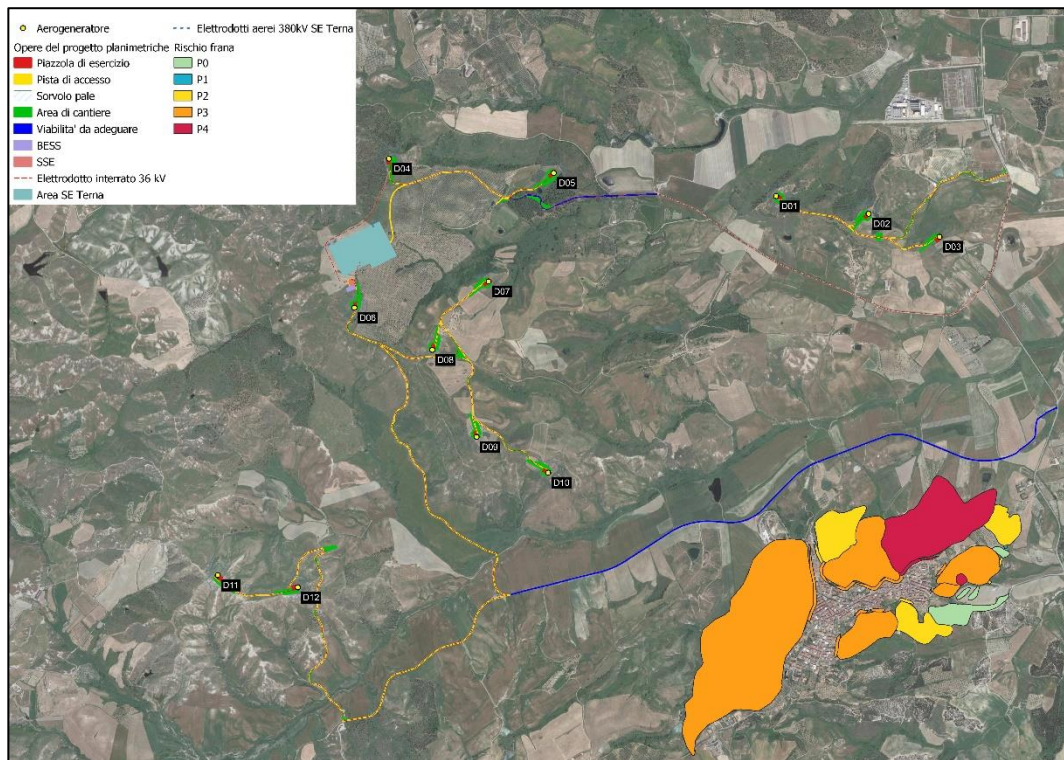 Aerogeneratore
Elettrodotti aerei 380kV SE Terna
Opere del progetto planimetriche
Rischio frana
Piazzola di esercizio
P0
Pista di accesso
P1
Sorvolo pale
P2
Area di cantiere
P3
Viabilita' da adeguare
P4
BESS
SSE
Elettrodotto interrato 36 kV
Area SE Terna
D04
D05
D01
D02
D03
D07
D06
D08
D09
D10
D11
D12